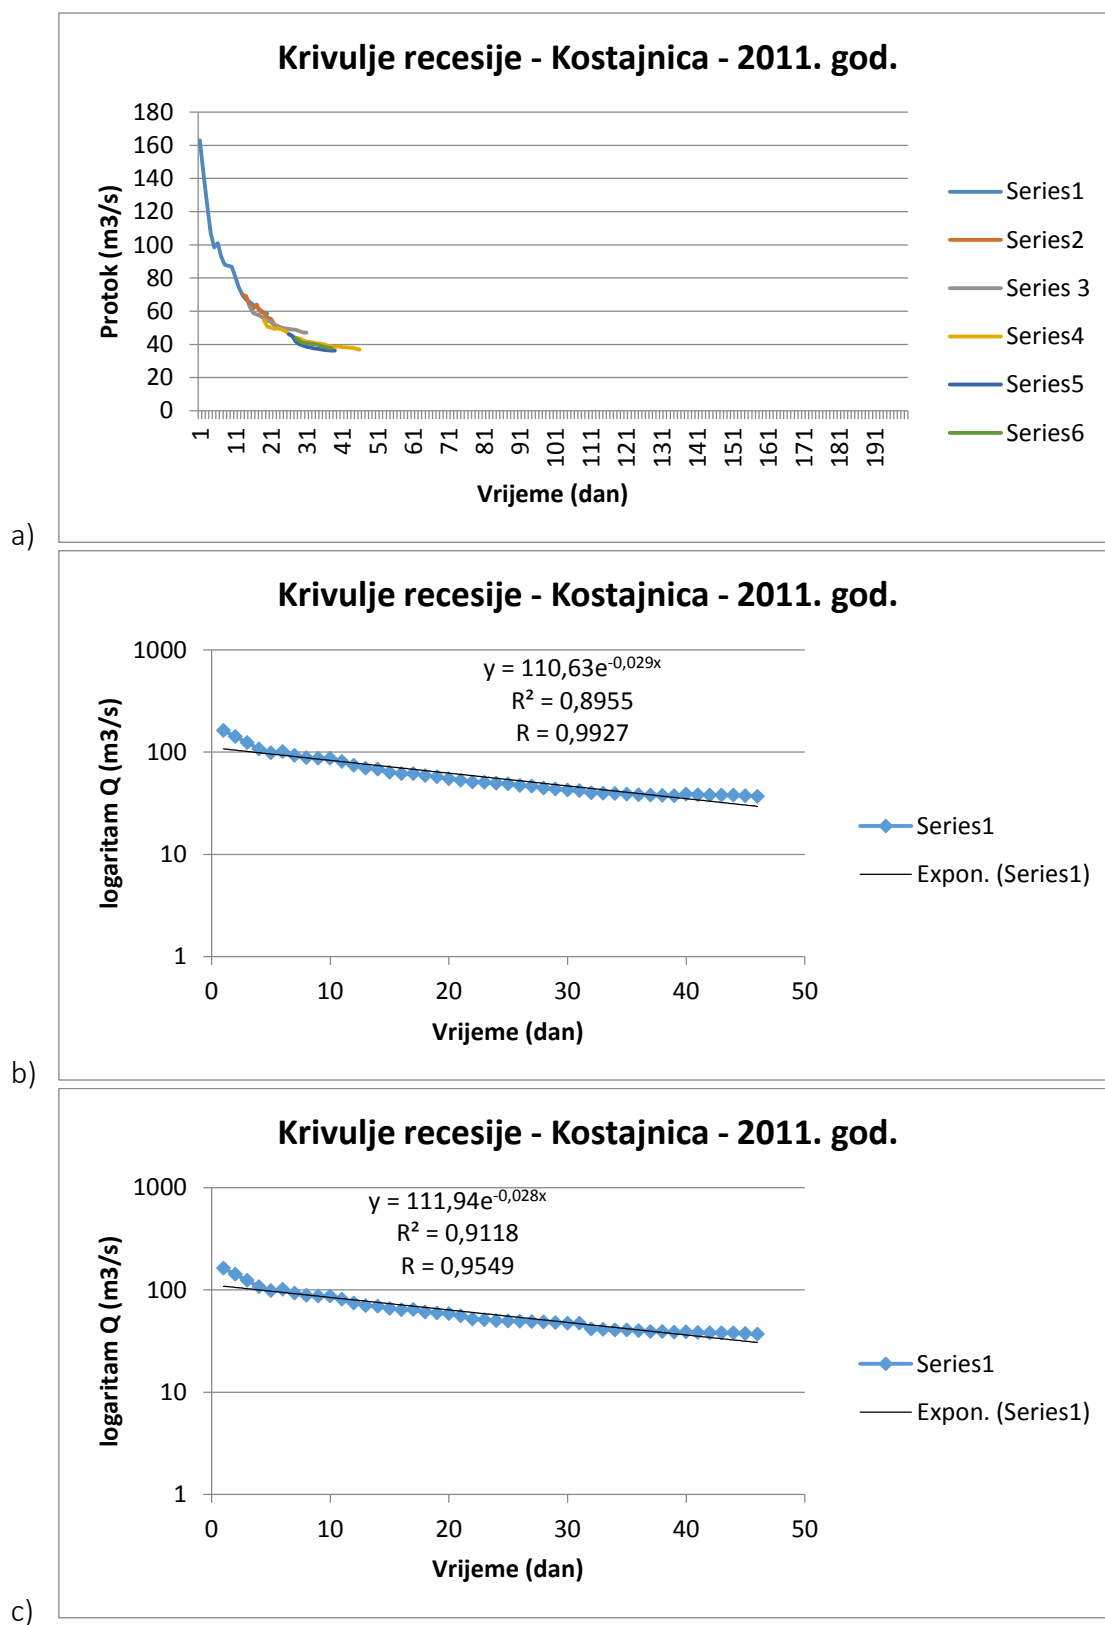 Krivulje recesije - Kostajnica - 2011. god.
Protok (m3/s)
180
160
140
120
100
80
60
40
20
0
1
11
21
31
41
51
61
71
81
91
101
111
121
131
141
151
161
171
181
191
Vrijeme (dan)
Series1
Series2
Series 3
Series4
Series5
Series6
a)
Krivulje recesije - Kostajnica - 2011. god.
logaritam Q (m3/s)
1000
100
10
1
y = 110,63e^-0,029x
R² = 0,8955
R = 0,9927
0 10 20 30 40 50
Vrijeme (dan)
Series1
Expon. (Series1)
b)
Krivulje recesije - Kostajnica - 2011. god.
logaritam Q (m3/s)
1000
100
10
1
y = 111,94e^-0,028x
R² = 0,9118
R = 0,9549
0 10 20 30 40 50
Vrijeme (dan)
Series1
Expon. (Series1)
c)